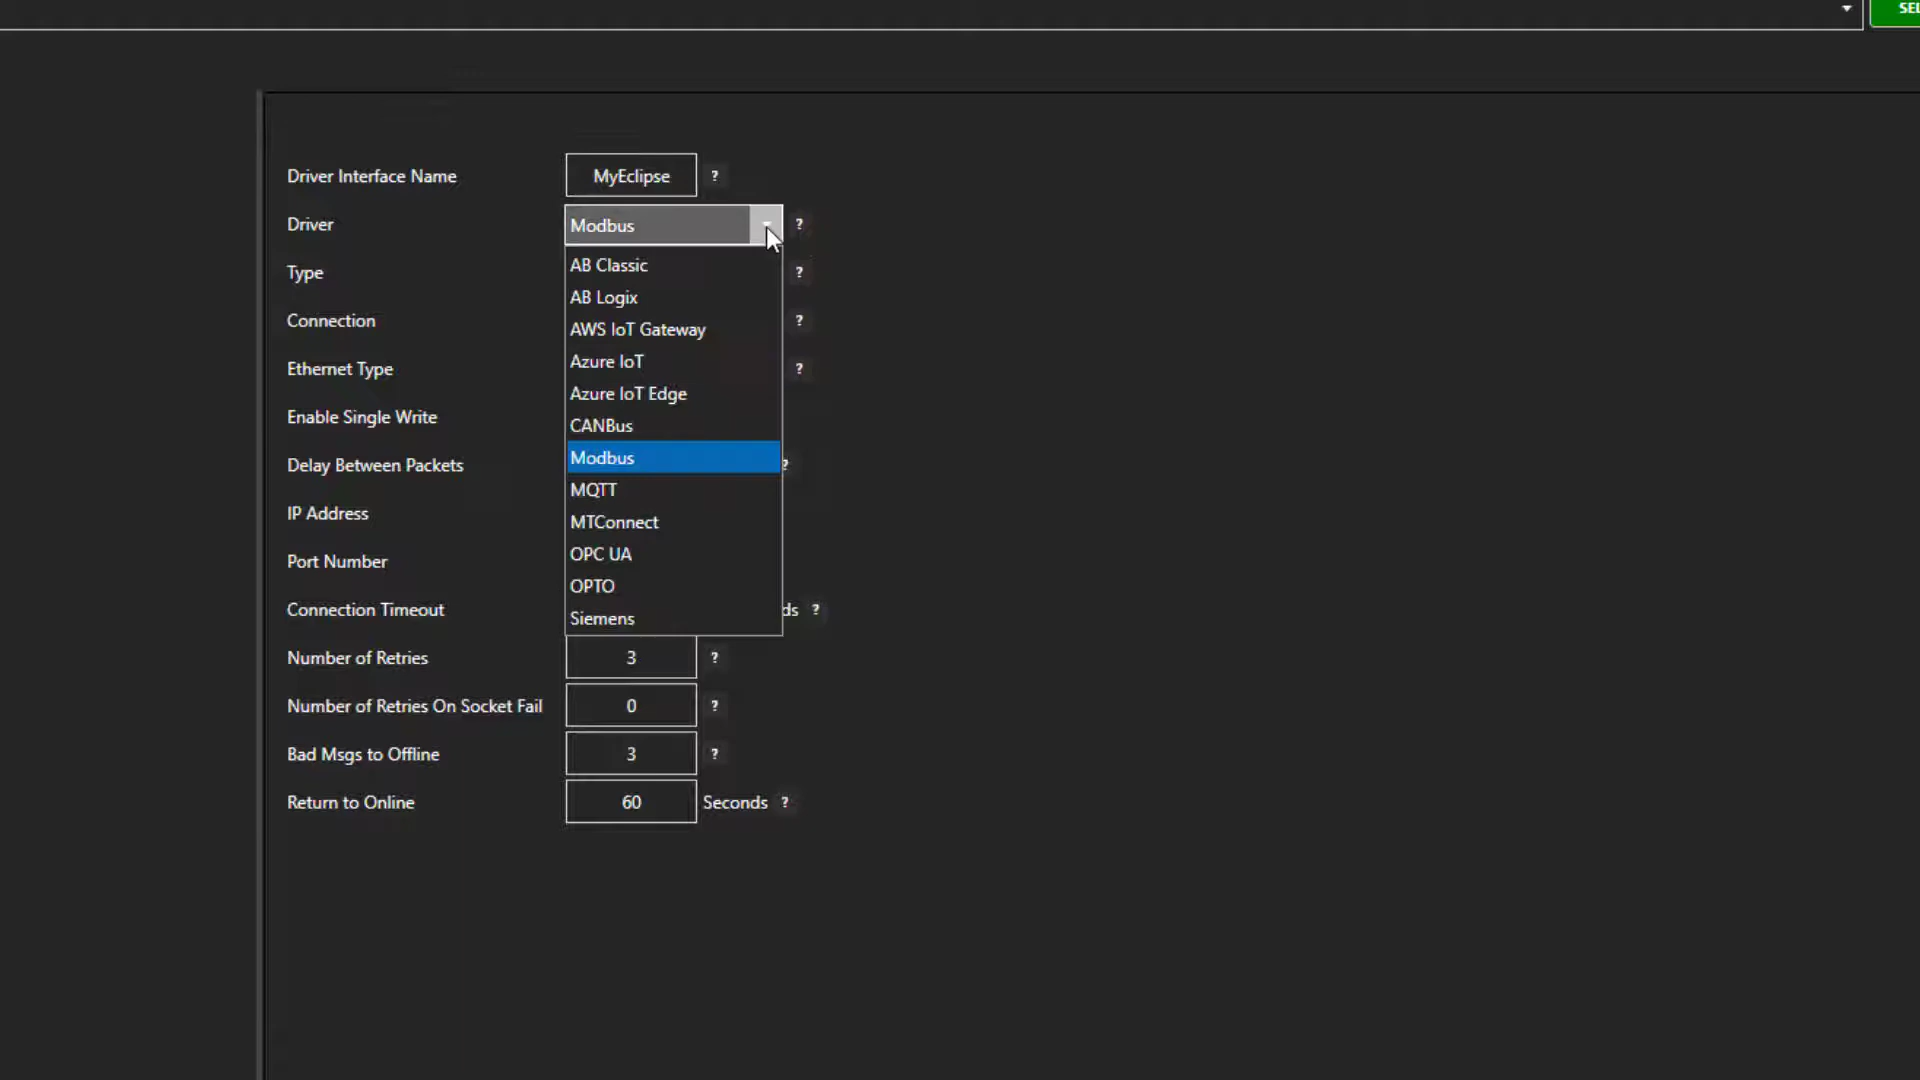 SEL
Driver Interface Name MyEclipse ?
Driver Modbus ?
Type ?
Connection ?
Ethernet Type ?
Enable Single Write
Delay Between Packets ?
IP Address
Port Number
Connection Timeout ds ?
AB Classic
AB Logix
AWS IoT Gateway
Azure IoT
Azure IoT Edge
CANBus
Modbus
MQTT
MTConnect
OPC UA
OPTO
Siemens
Number of Retries 3 ?
Number of Retries On Socket Fail 0 ?
Bad Msgs to Offline 3 ?
Return to Online 60 Seconds ?